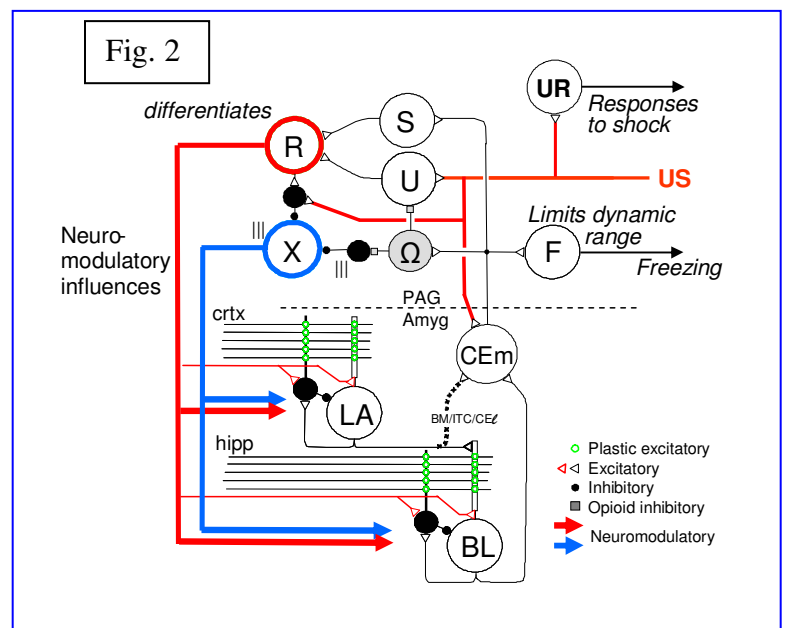 Fig. 2
differentiates
R
S
U
UR
Responses
to shock
US
Neuro-
modulatory
influences
X
Ω
Limits dynamic
range
F
Freezing
PAG
Amyg
crtx
CEm
LA
BM/ITC/CEℓ
hipp
BL
Plastic excitatory
Excitatory
Inhibitory
Opioid inhibitory
Neuromodulatory